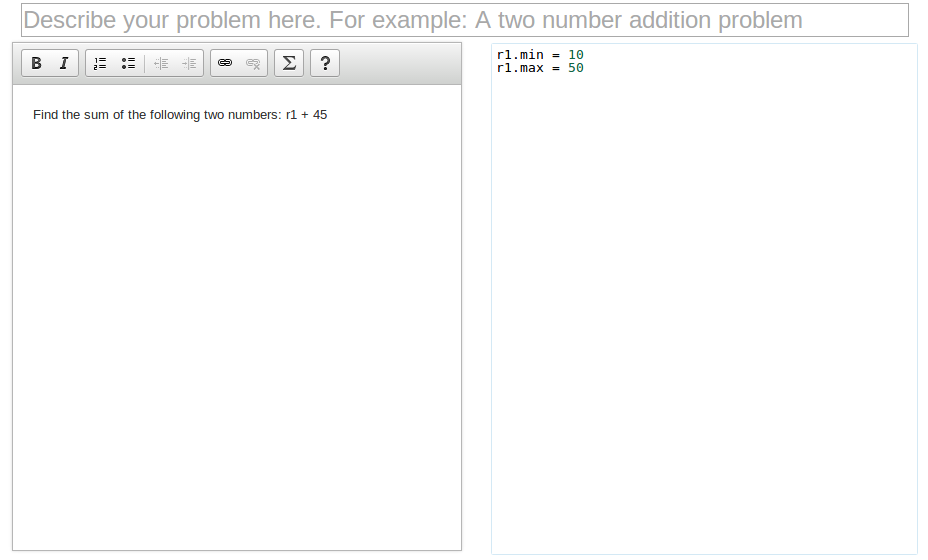 Describe your problem here. For example: A two number addition problem
B I Σ ?
Find the sum of the following two numbers: r1 + 45
r1.min = 10
r1.max = 50